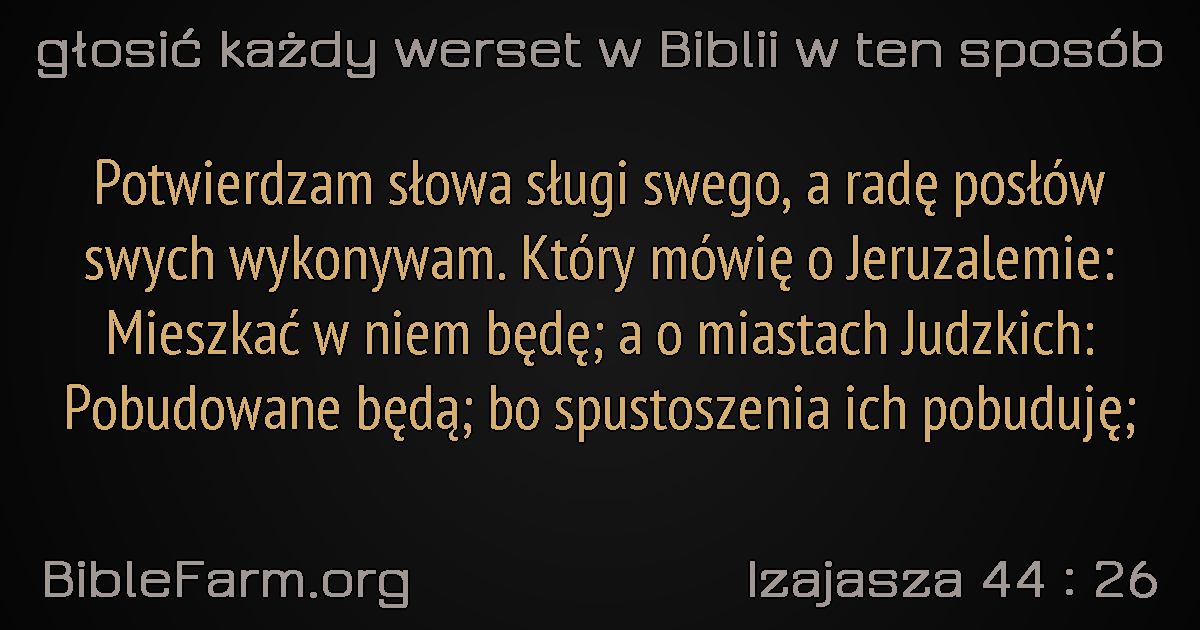 głosić każdy werset w Biblii w ten sposób
Potwierdzam słowa sługi swego, a radę posłów
swych wykonywam. Który mówię o Jeruzalemie:
Mieszkać w niem będę; a o miastach Judzkich:
Pobudowane będą; bo spustoszenia ich pobuduję;
BibleFarm.org
Izajasza 44 : 26